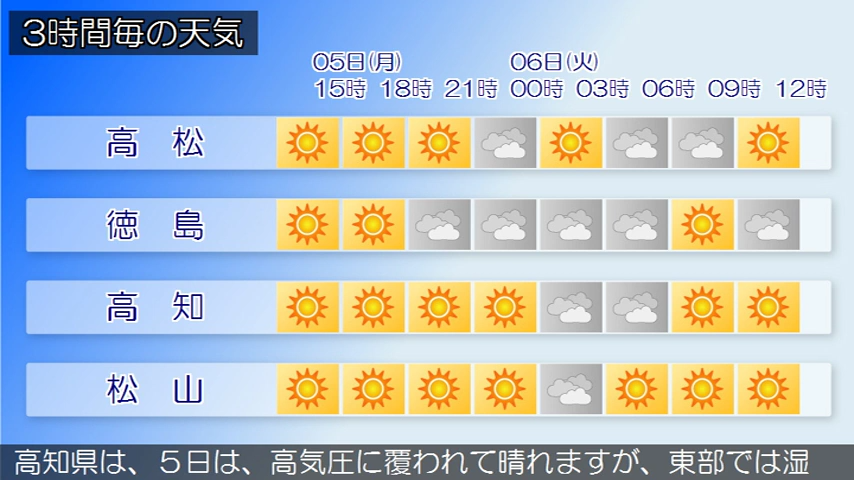 3時間毎の天気
05日(月) 06日(火)
15時 18時 21時 00時 03時 06時 09時 12時
高松
徳島
高知
松山
高知県は、５日は、高気圧に覆われて晴れますが、東部では湿